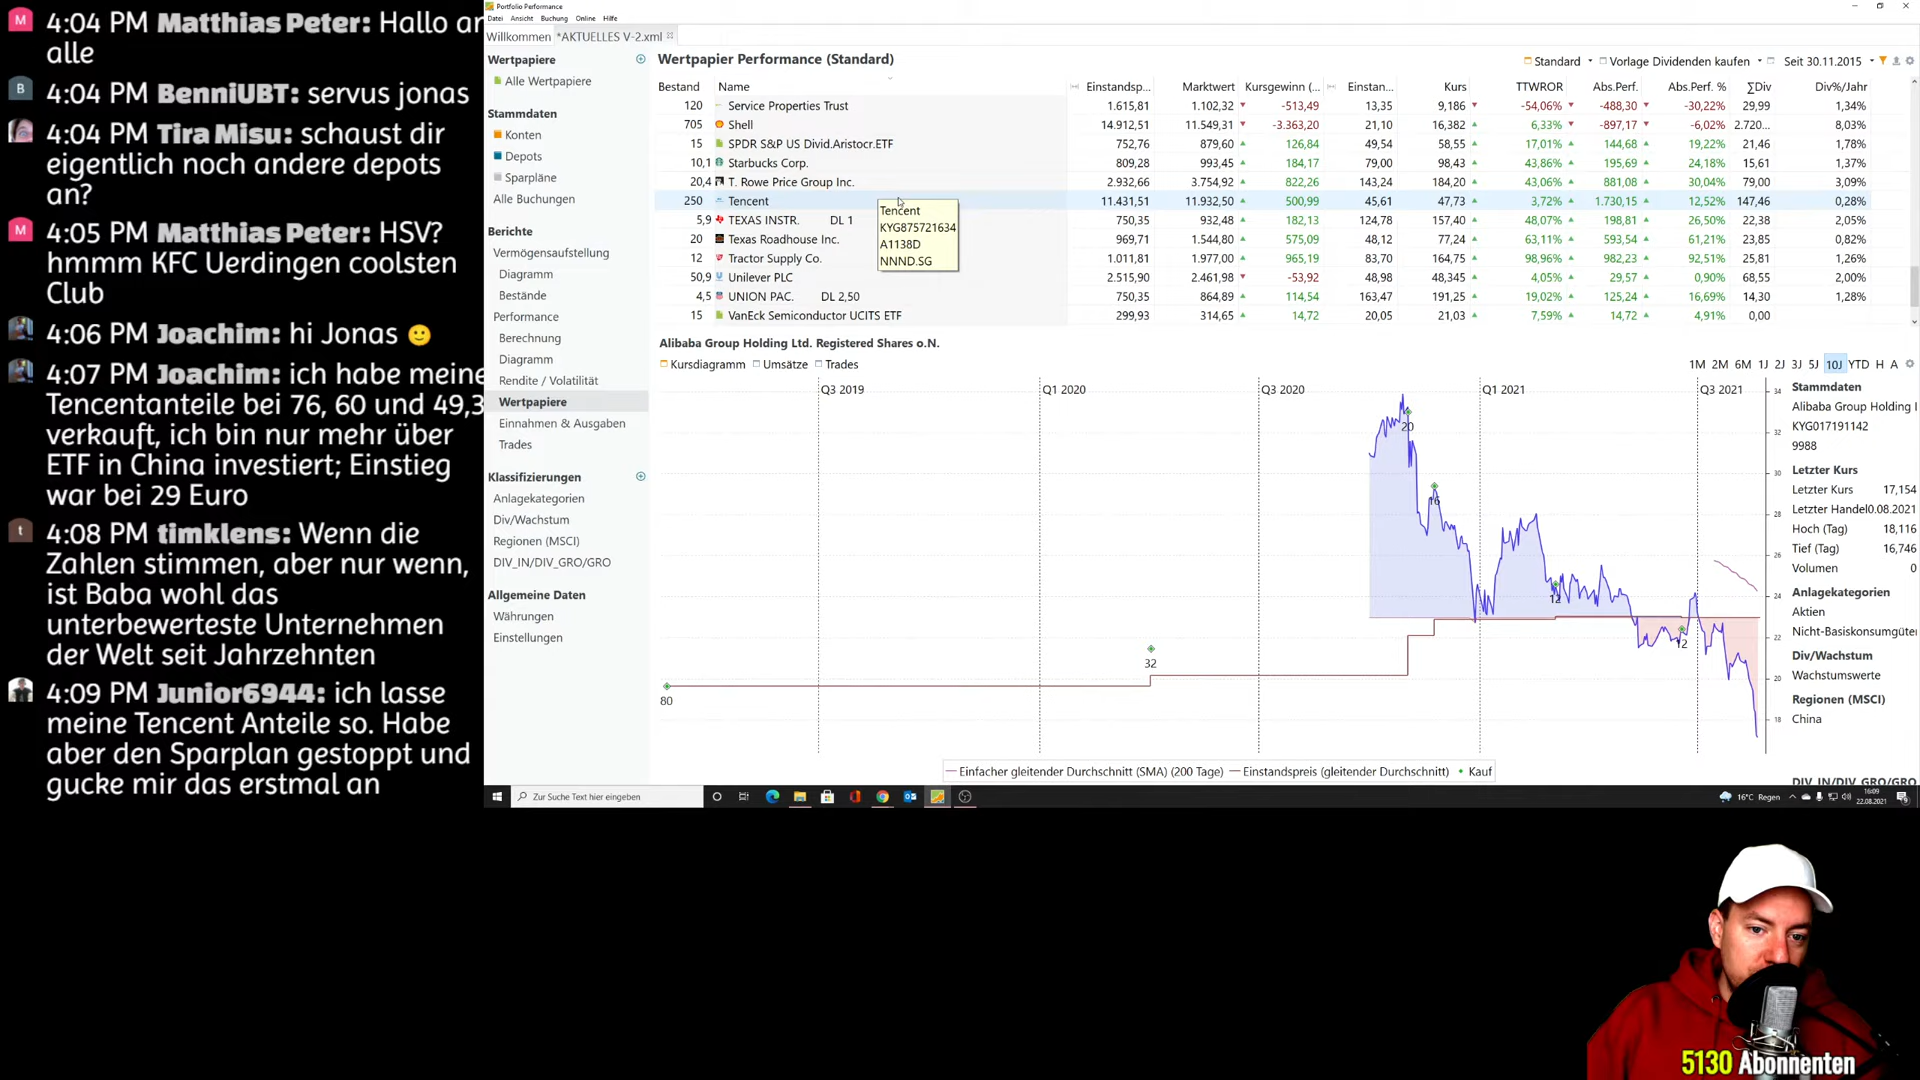 4:04 PM Matthias Peter: Hallo an
alle
4:04 PM BenniUBT: servus jonas
4:04 PM Tira Misu: schaust dir
eigentlich noch andere depots
an?
4:05 PM Matthias Peter: HSV?
hmmm KFC Uerdingen coolsten
Club
4:06 PM Joachim: hi Jonas 🙂
4:07 PM Joachim: ich habe meine
Tencentanteile bei 76, 60 und 49,3
verkauft, ich bin nur mehr über
ETF in China investiert; Einstieg
war bei 29 Euro
4:08 PM timklens: Wenn die
Zahlen stimmen, aber nur wenn,
ist Baba wohl das
unterbewerteste Unternehmen
der Welt seit Jahrzehnten
4:09 PM Junior6944: ich lasse
meine Tencent Anteile so. Habe
aber den Sparplan gestoppt und
gucke mir das erstmal an
Portfolio Performance
Datei Ansicht Buchung Online Hilfe
Willkommen *AKTUELLES V-2.xml
Wertpapiere
Alle Wertpapiere
Stammdaten
Konten
Depots
Sparpläne
Alle Buchungen
Berichte
Vermögensaufstellung
Diagramm
Bestände
Performance
Berechnung
Diagramm
Rendite / Volatilität
Wertpapiere
Einnahmen & Ausgaben
Trades
Klassifizierungen
Anlagekategorien
Div/Wachstum
Regionen (MSCI)
DIV_IN/DIV_GRO/GRO
Allgemeine Daten
Währungen
Einstellungen
Wertpapier Performance (Standard)
Standard Vorlage Dividenden kaufen Seit 30.11.2015
Bestand Name Einstandsp... Marktwert Kursgewinn (... Einstan... Kurs TTWROR Abs.Perf. Abs.Perf. % ∑Div Div%/Jahr
120 Service Properties Trust 1.615,81 1.102,32 -513,49 13,35 9,186 -54,06% -488,30 -30,22% 29,99 1,34%
705 Shell 14.912,51 11.549,31 -3.363,20 21,10 16,382 6,33% -897,17 -6,02% 2.720... 8,03%
15 SPDR S&P US Divid.Aristocr.ETF 752,76 879,60 126,84 49,54 58,55 17,01% 144,68 19,22% 21,46 1,78%
10,1 Starbucks Corp. 809,28 993,45 184,17 79,00 98,43 43,86% 195,69 24,18% 15,61 1,37%
20,4 T. Rowe Price Group Inc. 2.932,66 3.754,92 822,26 143,24 184,20 43,06% 881,08 30,04% 79,00 3,09%
250 Tencent 11.431,51 11.932,50 500,99 45,61 47,73 3,72% 1.730,15 12,52% 147,46 0,28%
5,9 TEXAS INSTR. DL 1 750,35 932,48 182,13 124,78 157,40 48,07% 198,81 26,50% 22,38 2,05%
20 Texas Roadhouse Inc. 969,71 1.544,80 575,09 48,12 77,24 63,11% 593,54 61,21% 23,85 0,82%
12 Tractor Supply Co. 1.011,81 1.977,00 965,19 83,70 164,75 98,96% 982,23 92,51% 25,81 1,26%
50,9 Unilever PLC 2.515,90 2.461,98 -53,92 48,98 48,345 4,05% 29,57 0,90% 68,55 2,00%
4,5 UNION PAC. DL 2,50 750,35 864,89 114,54 163,47 191,25 19,02% 125,24 16,69% 14,30 1,28%
15 VanEck Semiconductor UCITS ETF 299,93 314,65 14,72 20,05 21,03 7,59% 14,72 4,91% 0,00
Tencent
KYG875721634
A1138D
NNND.SG
Alibaba Group Holding Ltd. Registered Shares o.N.
Kursdiagramm Umsätze Trades
1M 2M 6M 1J 2J 3J 5J 10J YTD H A
Q3 2019 Q1 2020 Q3 2020 Q1 2021 Q3 2021
34
32
30
28
26
24
22
20
18
80
32
20
16
12
12
Einfacher gleitender Durchschnitt (SMA) (200 Tage) Einstandspreis (gleitender Durchschnitt) Kauf
Stammdaten
Alibaba Group Holding l
KYG017191142
9988
Letzter Kurs
Letzter Kurs 17,154
Letzter Handel0.08.2021
Hoch (Tag) 18,116
Tief (Tag) 16,746
Volumen 0
Anlagekategorien
Aktien
Nicht-Basiskonsumgüter
Div/Wachstum
Wachstumswerte
Regionen (MSCI)
China
DIV_IN/DIV_GRO/GRO
Zur Suche Text hier eingeben
16°C Regen
16:09
22.08.2021
5130 Abonnenten